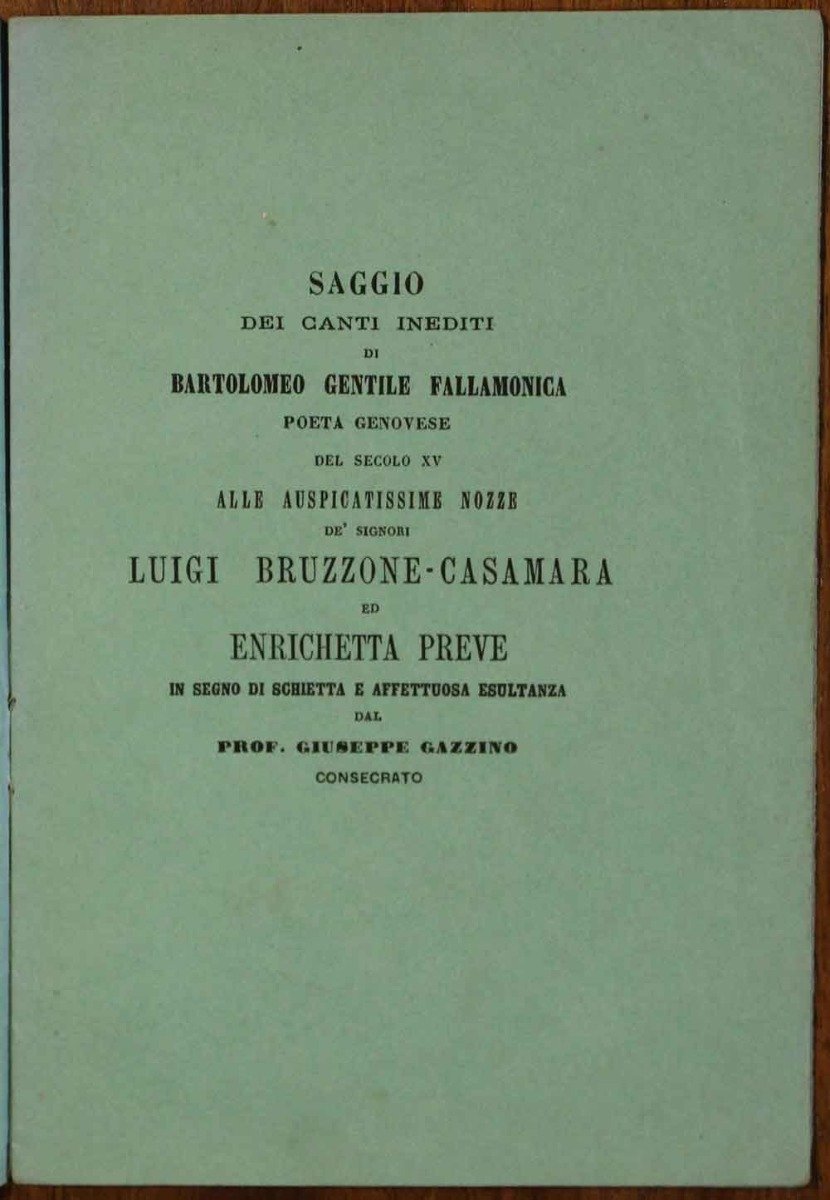 SAGGIO
DEI CANTI INEDITI
DI
BARTOLOMEO GENTILE FALLAMONICA
POETA GENOVESE
DEL SECOLO XV
ALLE AUSPICATISSIME NOZZE
DE' SIGNORI
LUIGI BRUZZONE-CASAMARA
ED
ENRICHETTA PREVE
IN SEGNO DI SCHIETTA E AFFETTUOSA ESULTANZA
DAL
PROF. GIUSEPPE GAZZINO
CONSECRATO